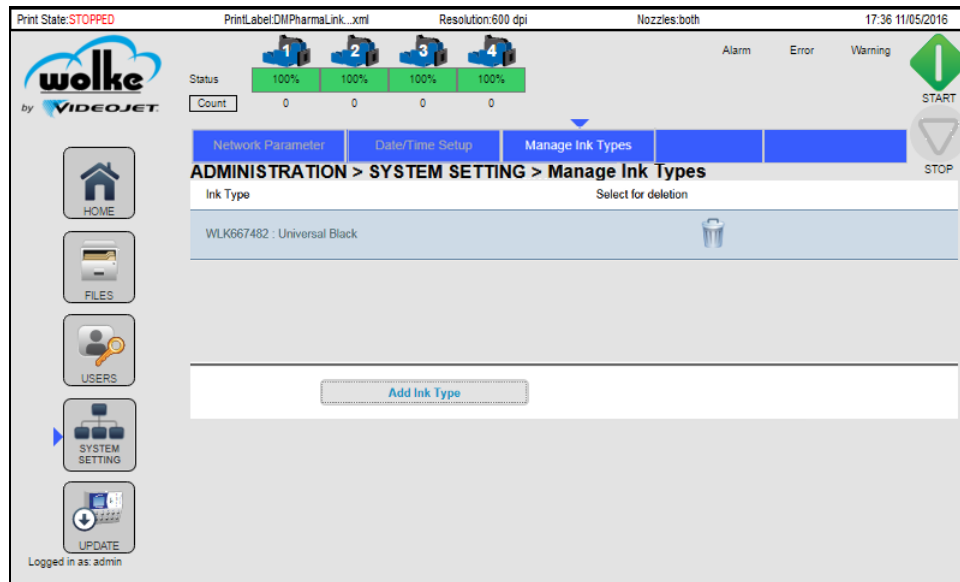 Print State:STOPPED PrintLabel:DMPharmaLink...xml Resolution:600 dpi Nozzles:both 17:36 11/05/2016
wolke
by VIDEOJET.
1 2 3 4
Alarm Error Warning
Status 100% 100% 100% 100%
Count 0 0 0 0
START
STOP
Network Parameter Date/Time Setup Manage Ink Types
ADMINISTRATION > SYSTEM SETTING > Manage Ink Types
Ink Type Select for deletion
WLK667482 : Universal Black
Add Ink Type
HOME
FILES
USERS
SYSTEM
SETTING
UPDATE
Logged in as: admin